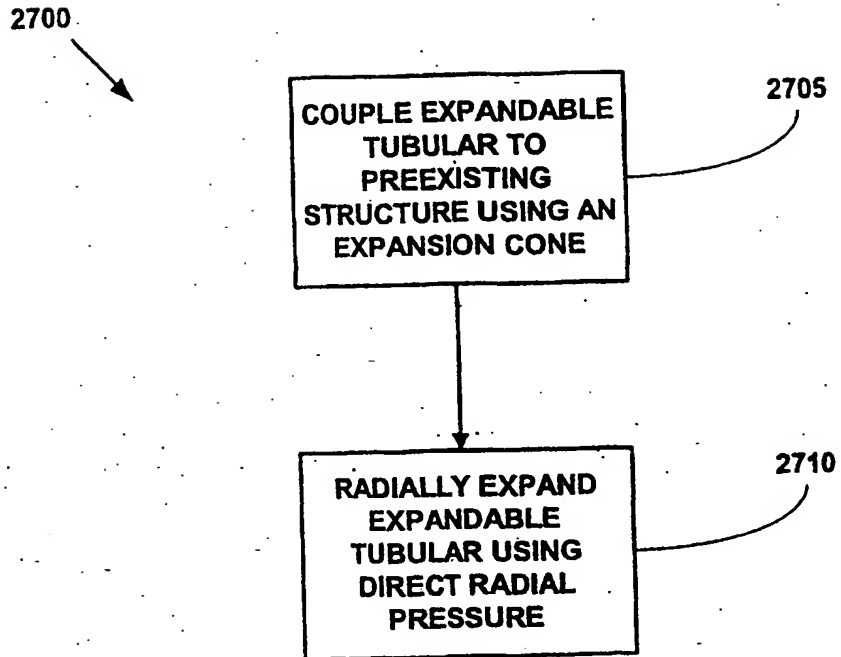 2700
2705
COUPLE EXPANDABLE
TUBULAR TO
PREEXISTING
STRUCTURE USING AN
EXPANSION CONE
2710
RADIALLY EXPAND
EXPANDABLE
TUBULAR USING
DIRECT RADIAL
PRESSURE